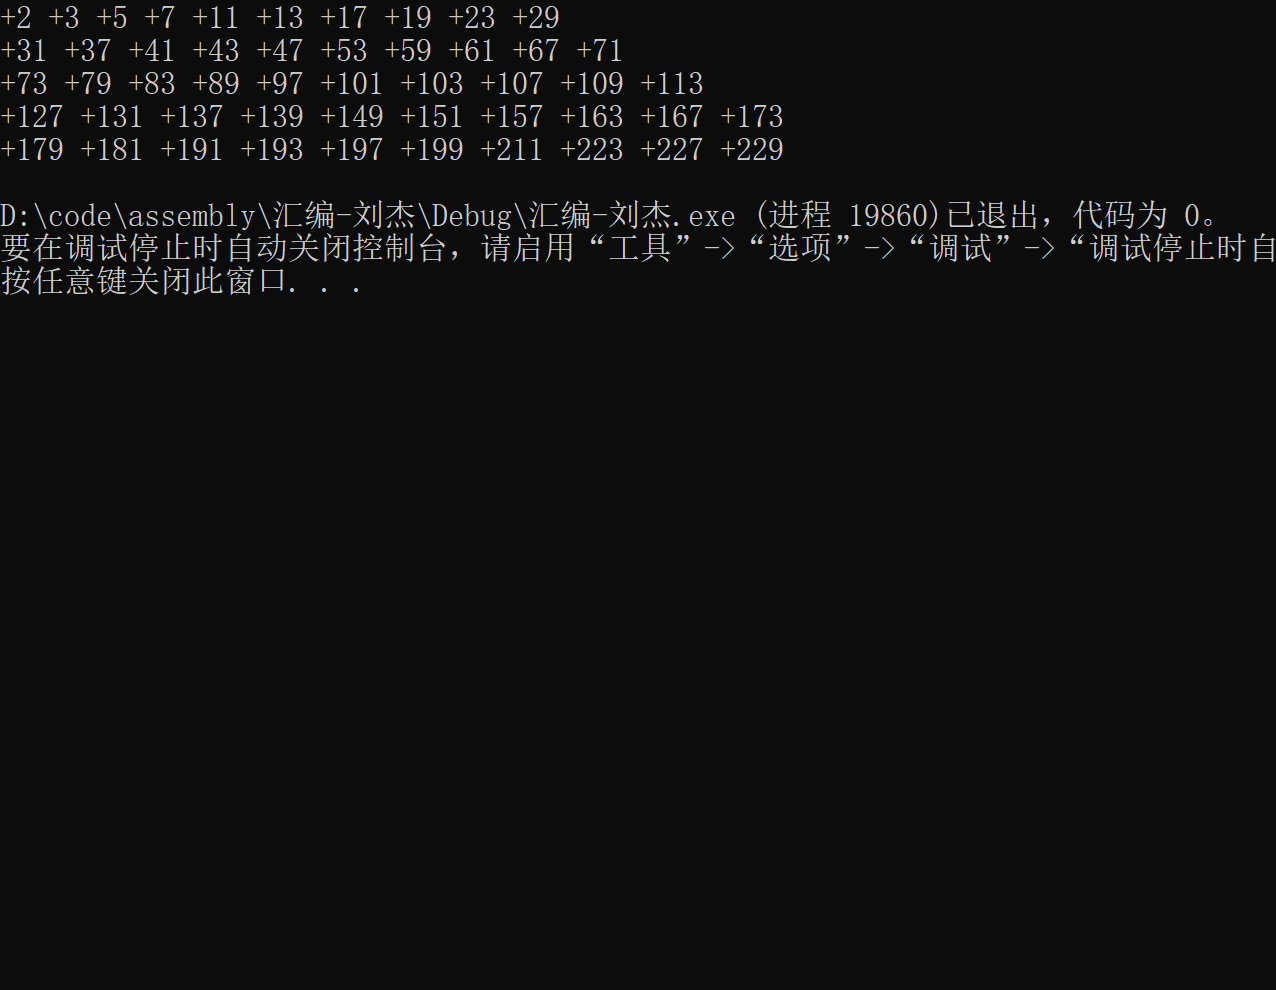 +2 +3 +5 +7 +11 +13 +17 +19 +23 +29
+31 +37 +41 +43 +47 +53 +59 +61 +67 +71
+73 +79 +83 +89 +97 +101 +103 +107 +109 +113
+127 +131 +137 +139 +149 +151 +157 +163 +167 +173
+179 +181 +191 +193 +197 +199 +211 +223 +227 +229
D:\code\assembly\汇编-刘杰\Debug\汇编-刘杰.exe (进程 19860)已退出，代码为 0。
要在调试停止时自动关闭控制台，请启用“工具”->“选项”->“调试”->“调试停止时自
按任意键关闭此窗口. . .